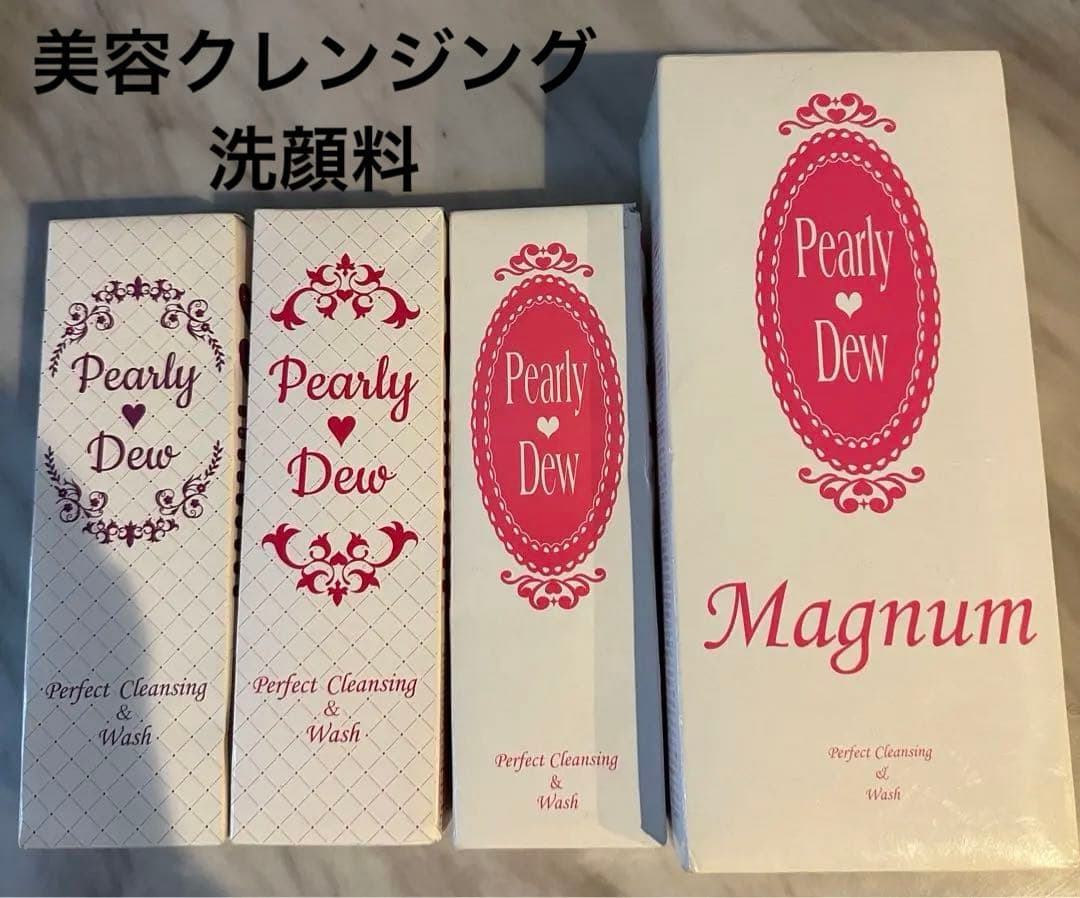 美容クレンジング
洗顔料
Pearly
Dew
Perfect Cleansing
&
Wash
Pearly
Dew
Perfect Cleansing
&
Wash
Pearly
Dew
Perfect Cleansing
&
Wash
Pearly
Dew
Magnum
Perfect Cleansing
&
Wash